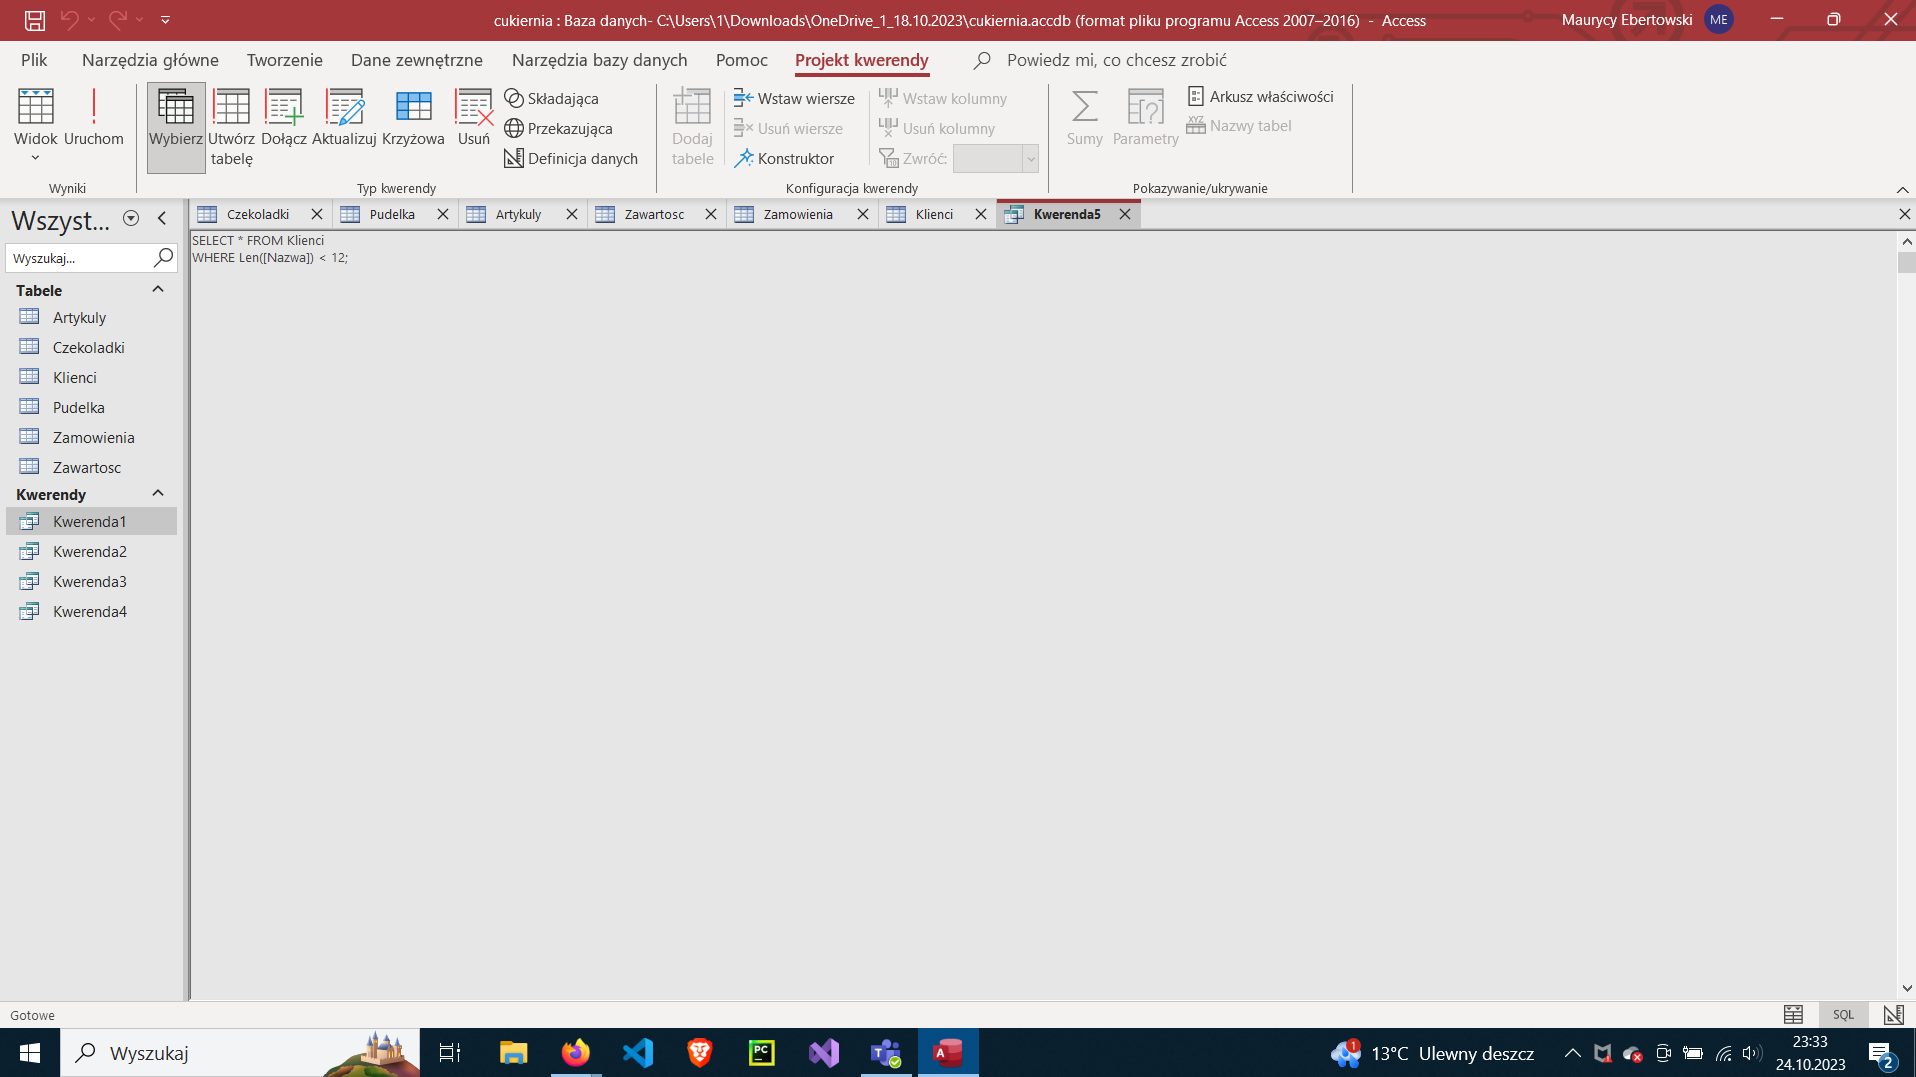 cukiernia : Baza danych- C:\Users\1\Downloads\OneDrive_1_18.10.2023\cukiernia.accdb (format pliku programu Access 2007–2016) - Access
Maurycy Ebertowski
ME
Plik
Narzędzia główne
Tworzenie
Dane zewnętrzne
Narzędzia bazy danych
Pomoc
Projekt kwerendy
Powiedz mi, co chcesz zrobić
Widok
Uruchom
Wyniki
Wybierz
Utwórz
tabelę
Dołącz
Aktualizuj
Krzyżowa
Usuń
Składająca
Przekazująca
Definicja danych
Typ kwerendy
Dodaj
tabele
Wstaw wiersze
Usuń wiersze
Konstruktor
Wstaw kolumny
Usuń kolumny
Zwróć:
Konfiguracja kwerendy
Sumy
Parametry
Arkusz właściwości
XYZ
Nazwy tabel
Pokazywanie/ukrywanie
Wszyst...
Wyszukaj...
Tabele
Artykuly
Czekoladki
Klienci
Pudelka
Zamowienia
Zawartosc
Kwerendy
Kwerenda1
Kwerenda2
Kwerenda3
Kwerenda4
Czekoladki
Pudelka
Artykuly
Zawartosc
Zamowienia
Klienci
Kwerenda5
SELECT * FROM Klienci
WHERE Len([Nazwa]) < 12;
Gotowe
SQL
Wyszukaj
PC
A
1
13°C Ulewny deszcz
23:33
24.10.2023
2